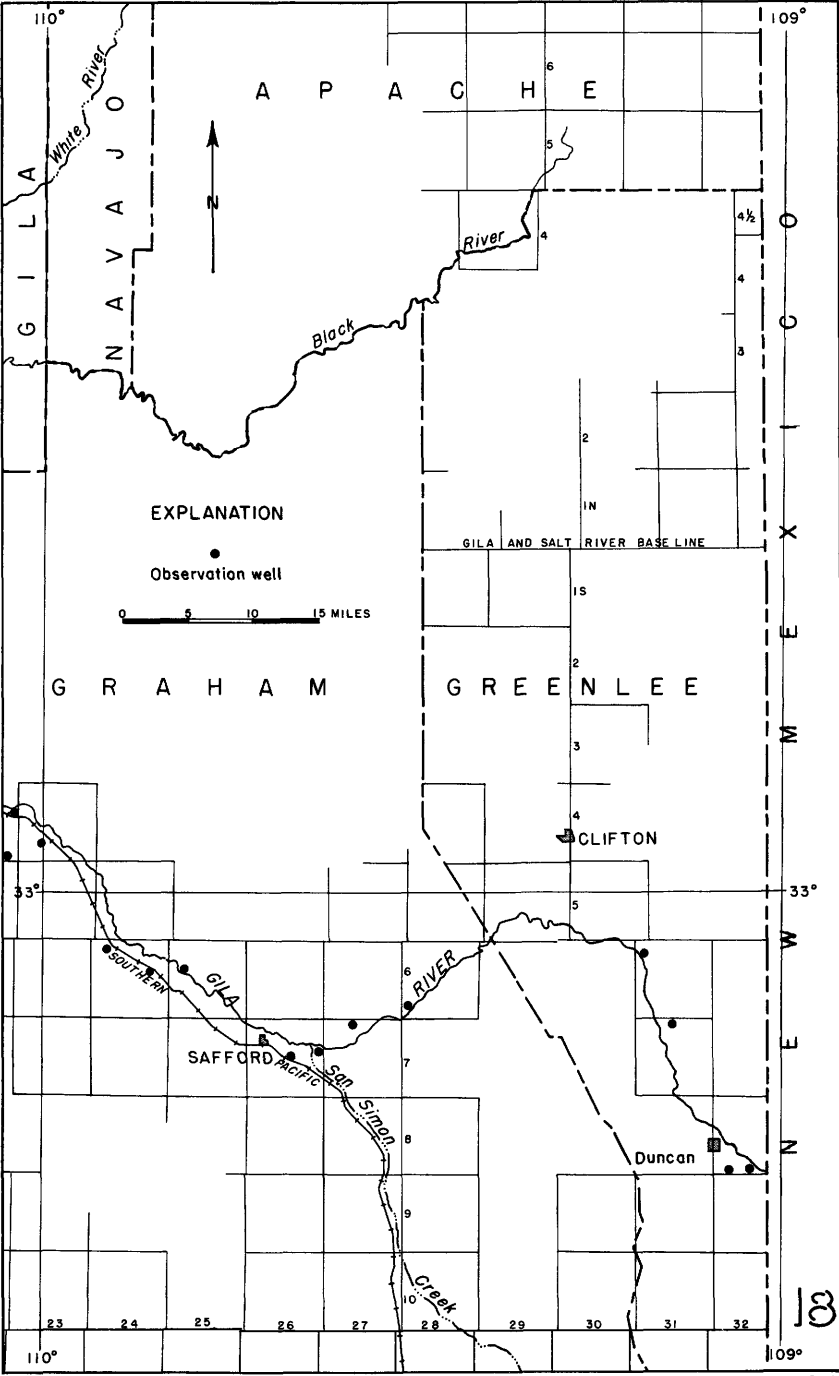 110°
109°
White River
GILA
NAVAJO
APACHE
6
5
N
4½
4
River
4
Black
3
2
1N
EXPLANATION
Observation well
0 5 10 15 MILES
GILA AND SALT RIVER BASE LINE
1S
2
GRAHAM
GREENLEE
3
4
CLIFTON
33°
33°
5
NEW MEXICO
SOUTHERN
GILA
RIVER
6
SAFFORD
PACIFIC
7
San Simon
8
Duncan
9
Creek
10
23 24 25 26 27 28 29 30 31 32
110°
109°